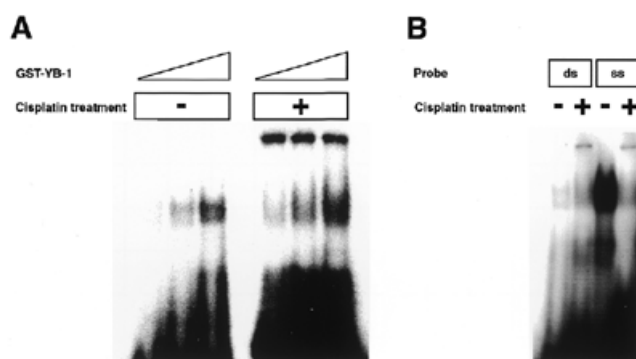 A
GST-YB-1
Cisplatin treatment - +
B
Probe ds ss
Cisplatin treatment - + - +